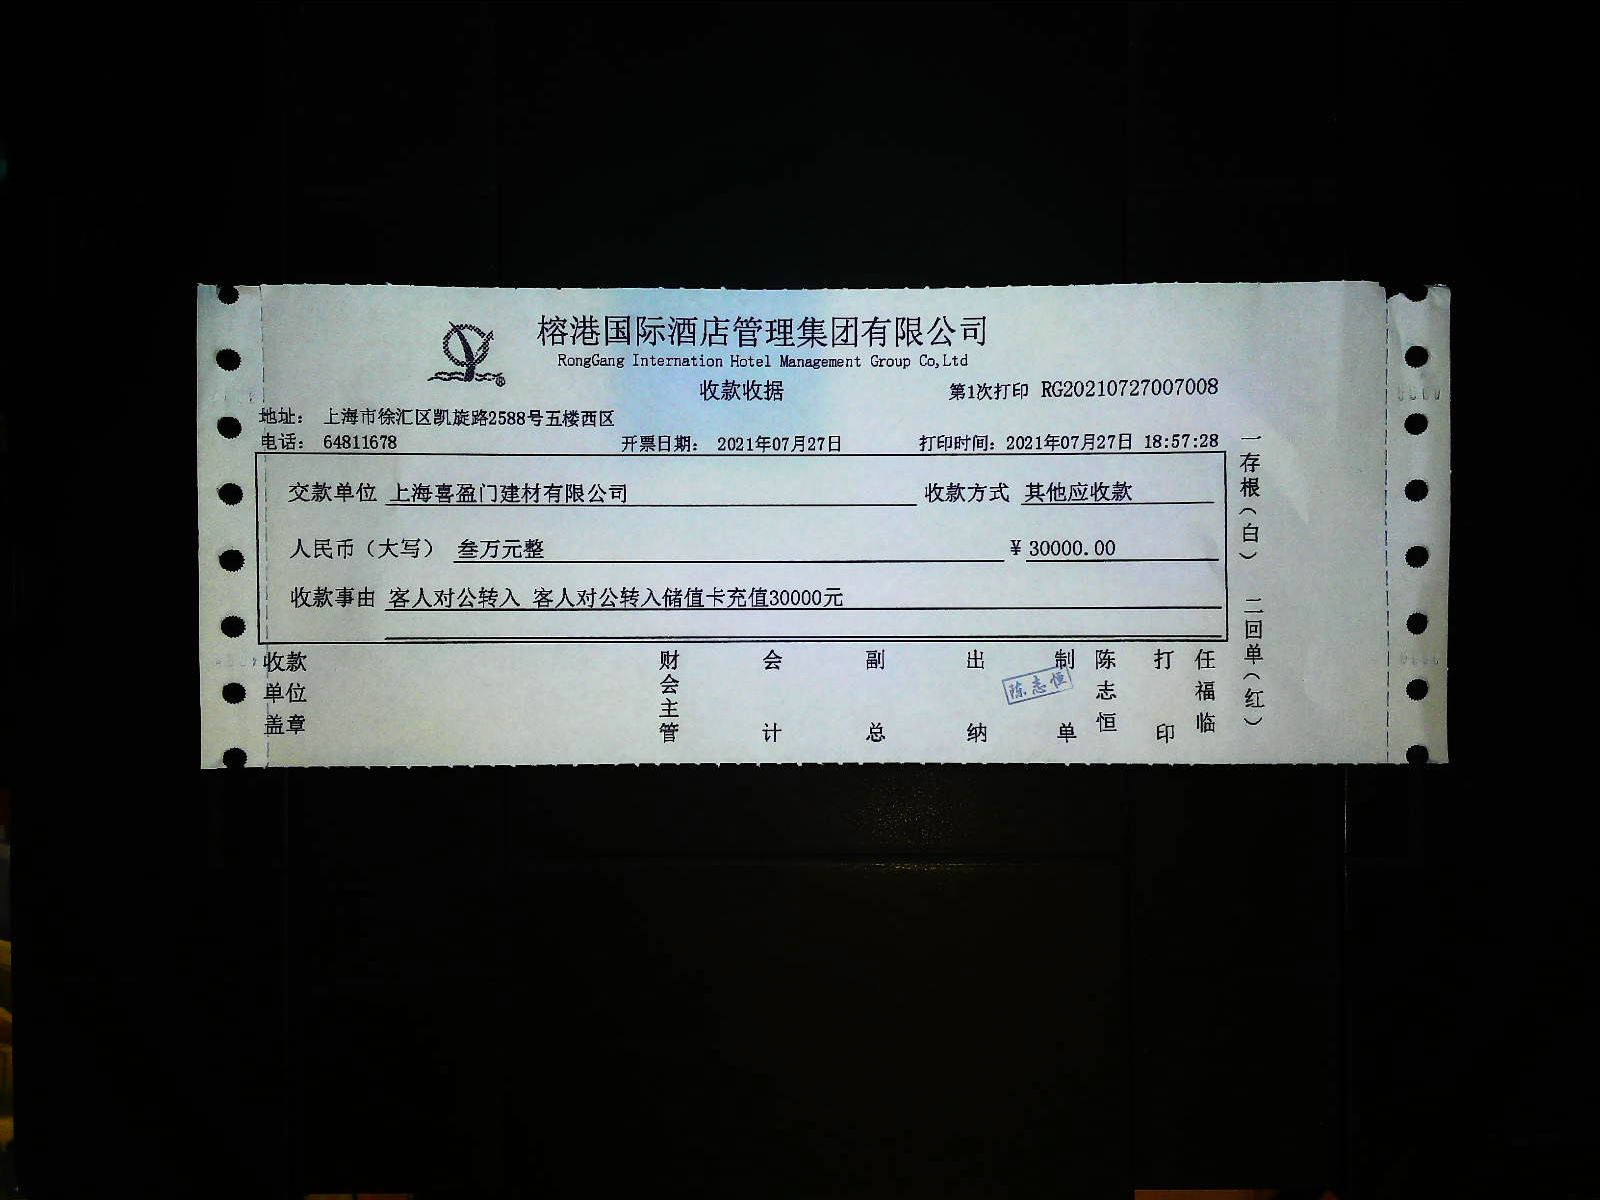 榕港国际酒店管理集团有限公司
RongGang Internation Hotel Management Group Co,Ltd
收款收据
第1次打印 RG20210727007008
地址： 上海市徐汇区凯旋路2588号五楼西区
电话： 64811678 开票日期： 2021年07月27日 打印时间：2021年07月27日 18:57:28
交款单位 上海喜盈门建材有限公司 收款方式 其他应收款
人民币（大写） 叁万元整 ¥ 30000.00
收款事由 客人对公转入 客人对公转入储值卡充值30000元
收款单位盖章 财会主管 会计 副总 出纳 制单 陈志恒 打印 任福临
陈志恒
一存根（白） 二回单（红）